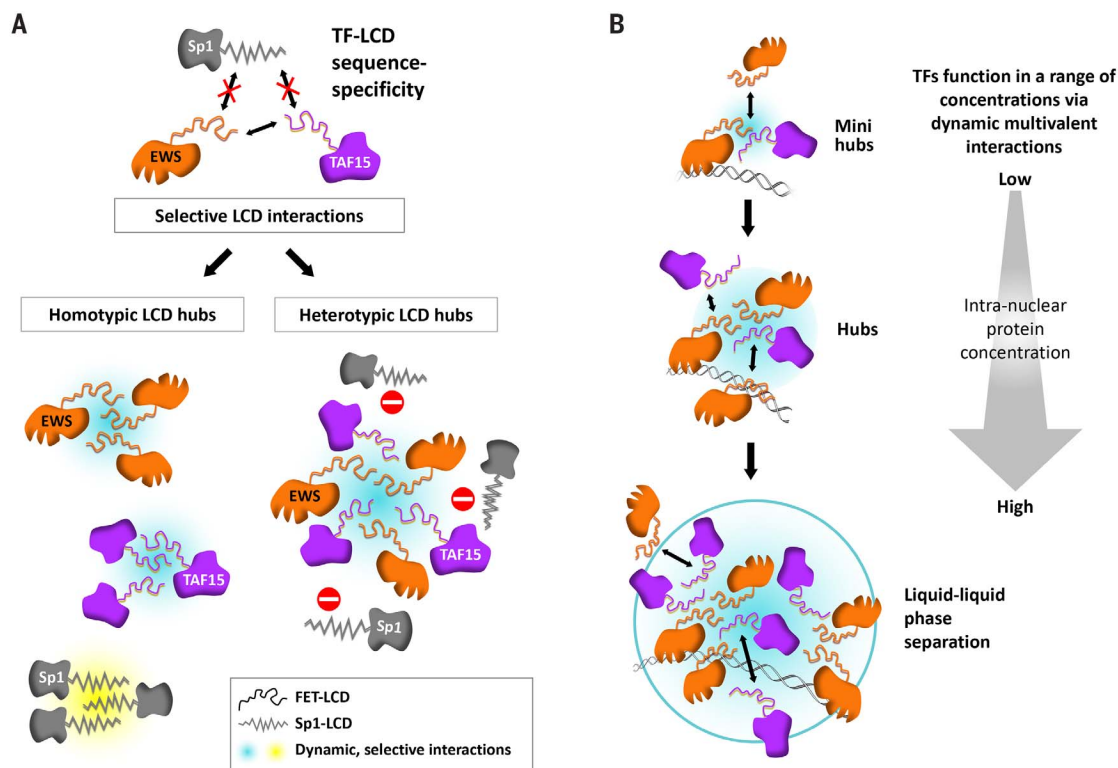 A
Sp1
TF-LCD
sequence-
specificity
EWS
TAF15
Selective LCD interactions
Homotypic LCD hubs
Heterotypic LCD hubs
EWS
TAF15
Sp1
EWS
TAF15
Sp1
FET-LCD
Sp1-LCD
Dynamic, selective interactions
B
Mini
hubs
Hubs
Liquid-liquid
phase
separation
TFs function in a range of
concentrations via
dynamic multivalent
interactions
Low
Intra-nuclear
protein
concentration
High